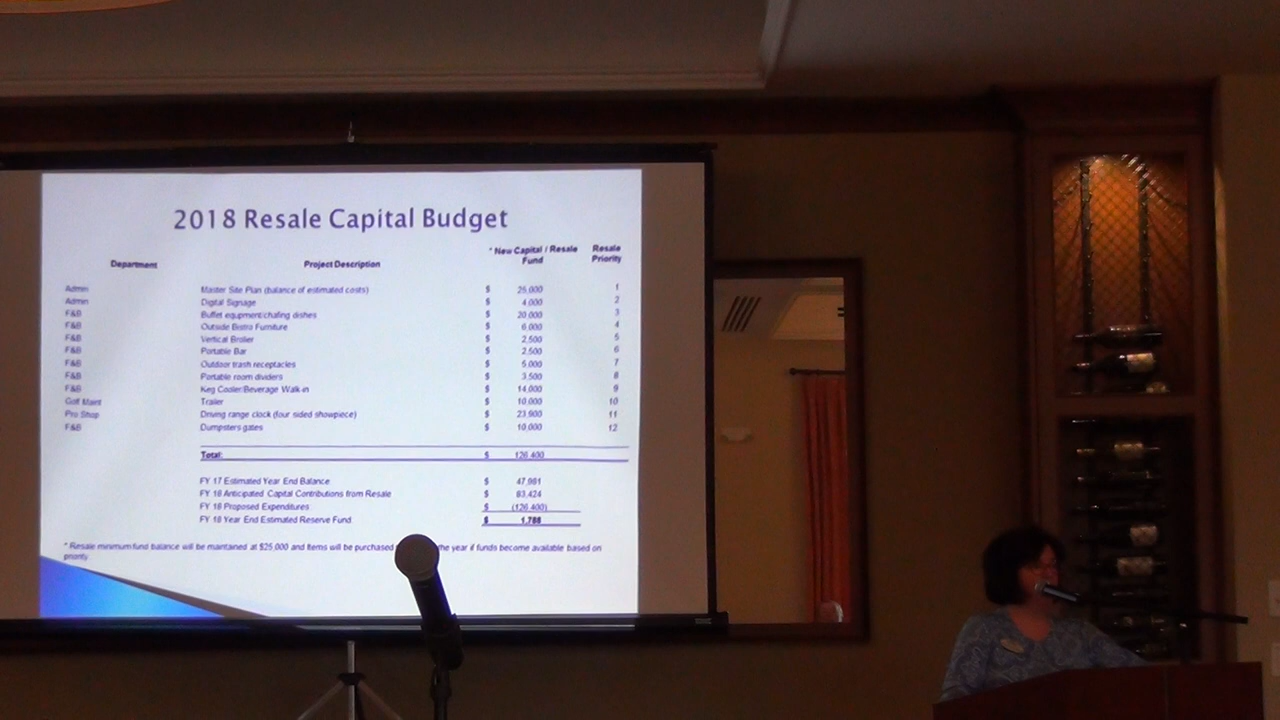 2018 Resale Capital Budget
Department Project Description * New Capital / Resale Fund Resale Priority
Admin Master Site Plan (balance of estimated costs) $ 25,000 1
Admin Digital Signage $ 4,000 2
F&B Buffet equpment/chafing dishes $ 20,000 3
F&B Outside Bistro Furniture $ 6,000 4
F&B Vertical Broiler $ 2,500 5
F&B Portable Bar $ 2,500 6
F&B Outdoor trash receptacles $ 5,000 7
F&B Portable room dividers $ 3,500 8
F&B Keg Cooler/Beverage Walk-in $ 14,000 9
Golf Maint Trailer $ 10,000 10
Pro Shop Driving range clock (four sided showpiece) $ 23,900 11
F&B Dumpsters gates $ 10,000 12
Total: $ 126,400
FY 17 Estimated Year End Balance $
FY 18 Anticipated Capital Contributions from Resale $ 83,424
FY 18 Proposed Expenditures $ (126,400)
FY 18 Year End Estimated Reserve Fund $ 1,788
* Resale minimum fund balance will be maintained at $25,000 and items will be purchased the year if funds become available based on
priority.